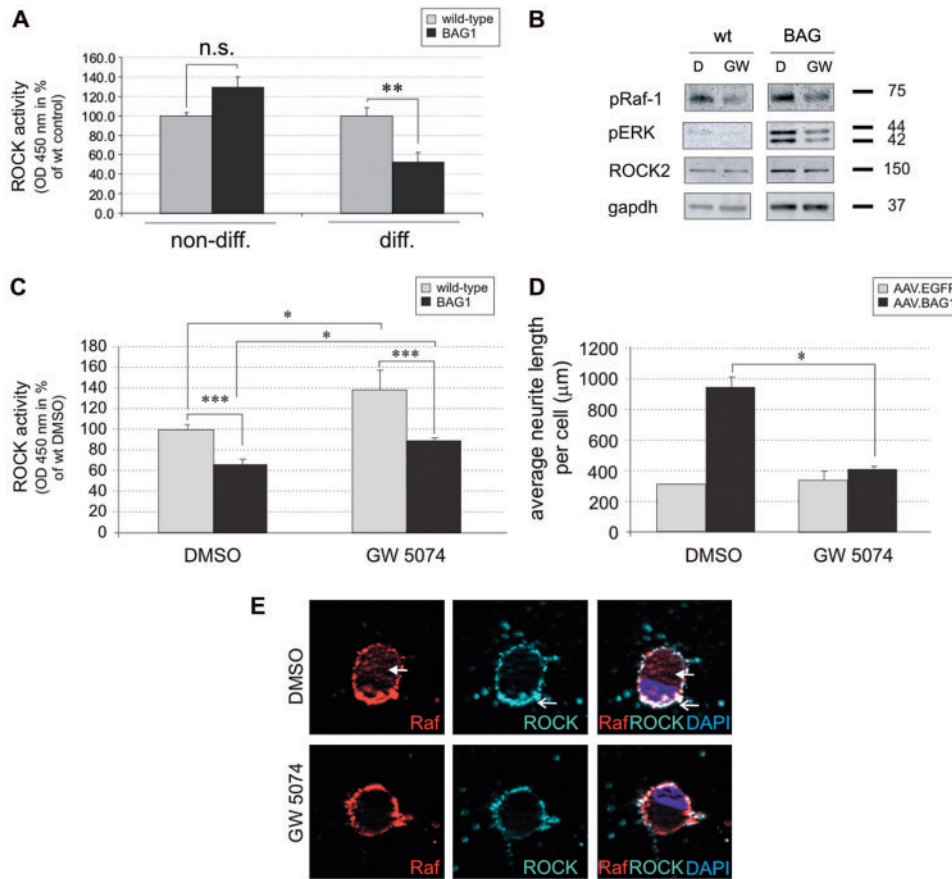 A
wild-type
BAG1
ROCK activity
(OD 450 nm in %
of wt control)
160.0
140.0
120.0
100.0
80.0
60.0
40.0
20.0
0.0
n.s.
**
non-diff.
diff.
B
wt
BAG
D
GW
D
GW
pRaf-1
75
pERK
44
42
ROCK2
150
gapdh
37
C
wild-type
BAG1
ROCK activity
(OD 450 nm in %
of wt DMSO)
180
160
140
120
100
80
60
40
20
0
*
*
***
***
DMSO
GW 5074
D
AAV.EGFP
AAV.BAG1
average neurite length
per cell (µm)
1200
1000
800
600
400
200
0
*
DMSO
GW 5074
E
DMSO
Raf
ROCK
RafROCKDAPI
GW 5074
Raf
ROCK
RafROCKDAPI